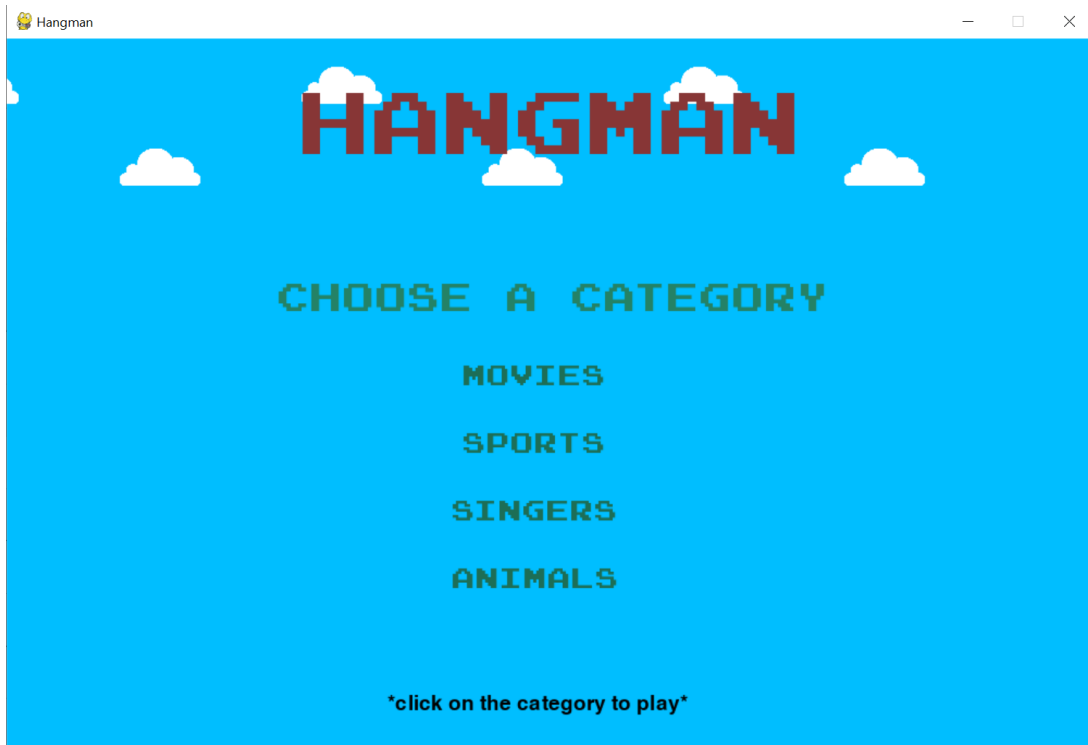 Hangman
HANGMAN
CHOOSE A CATEGORY
MOVIES
SPORTS
SINGERS
ANIMALS
*click on the category to play*